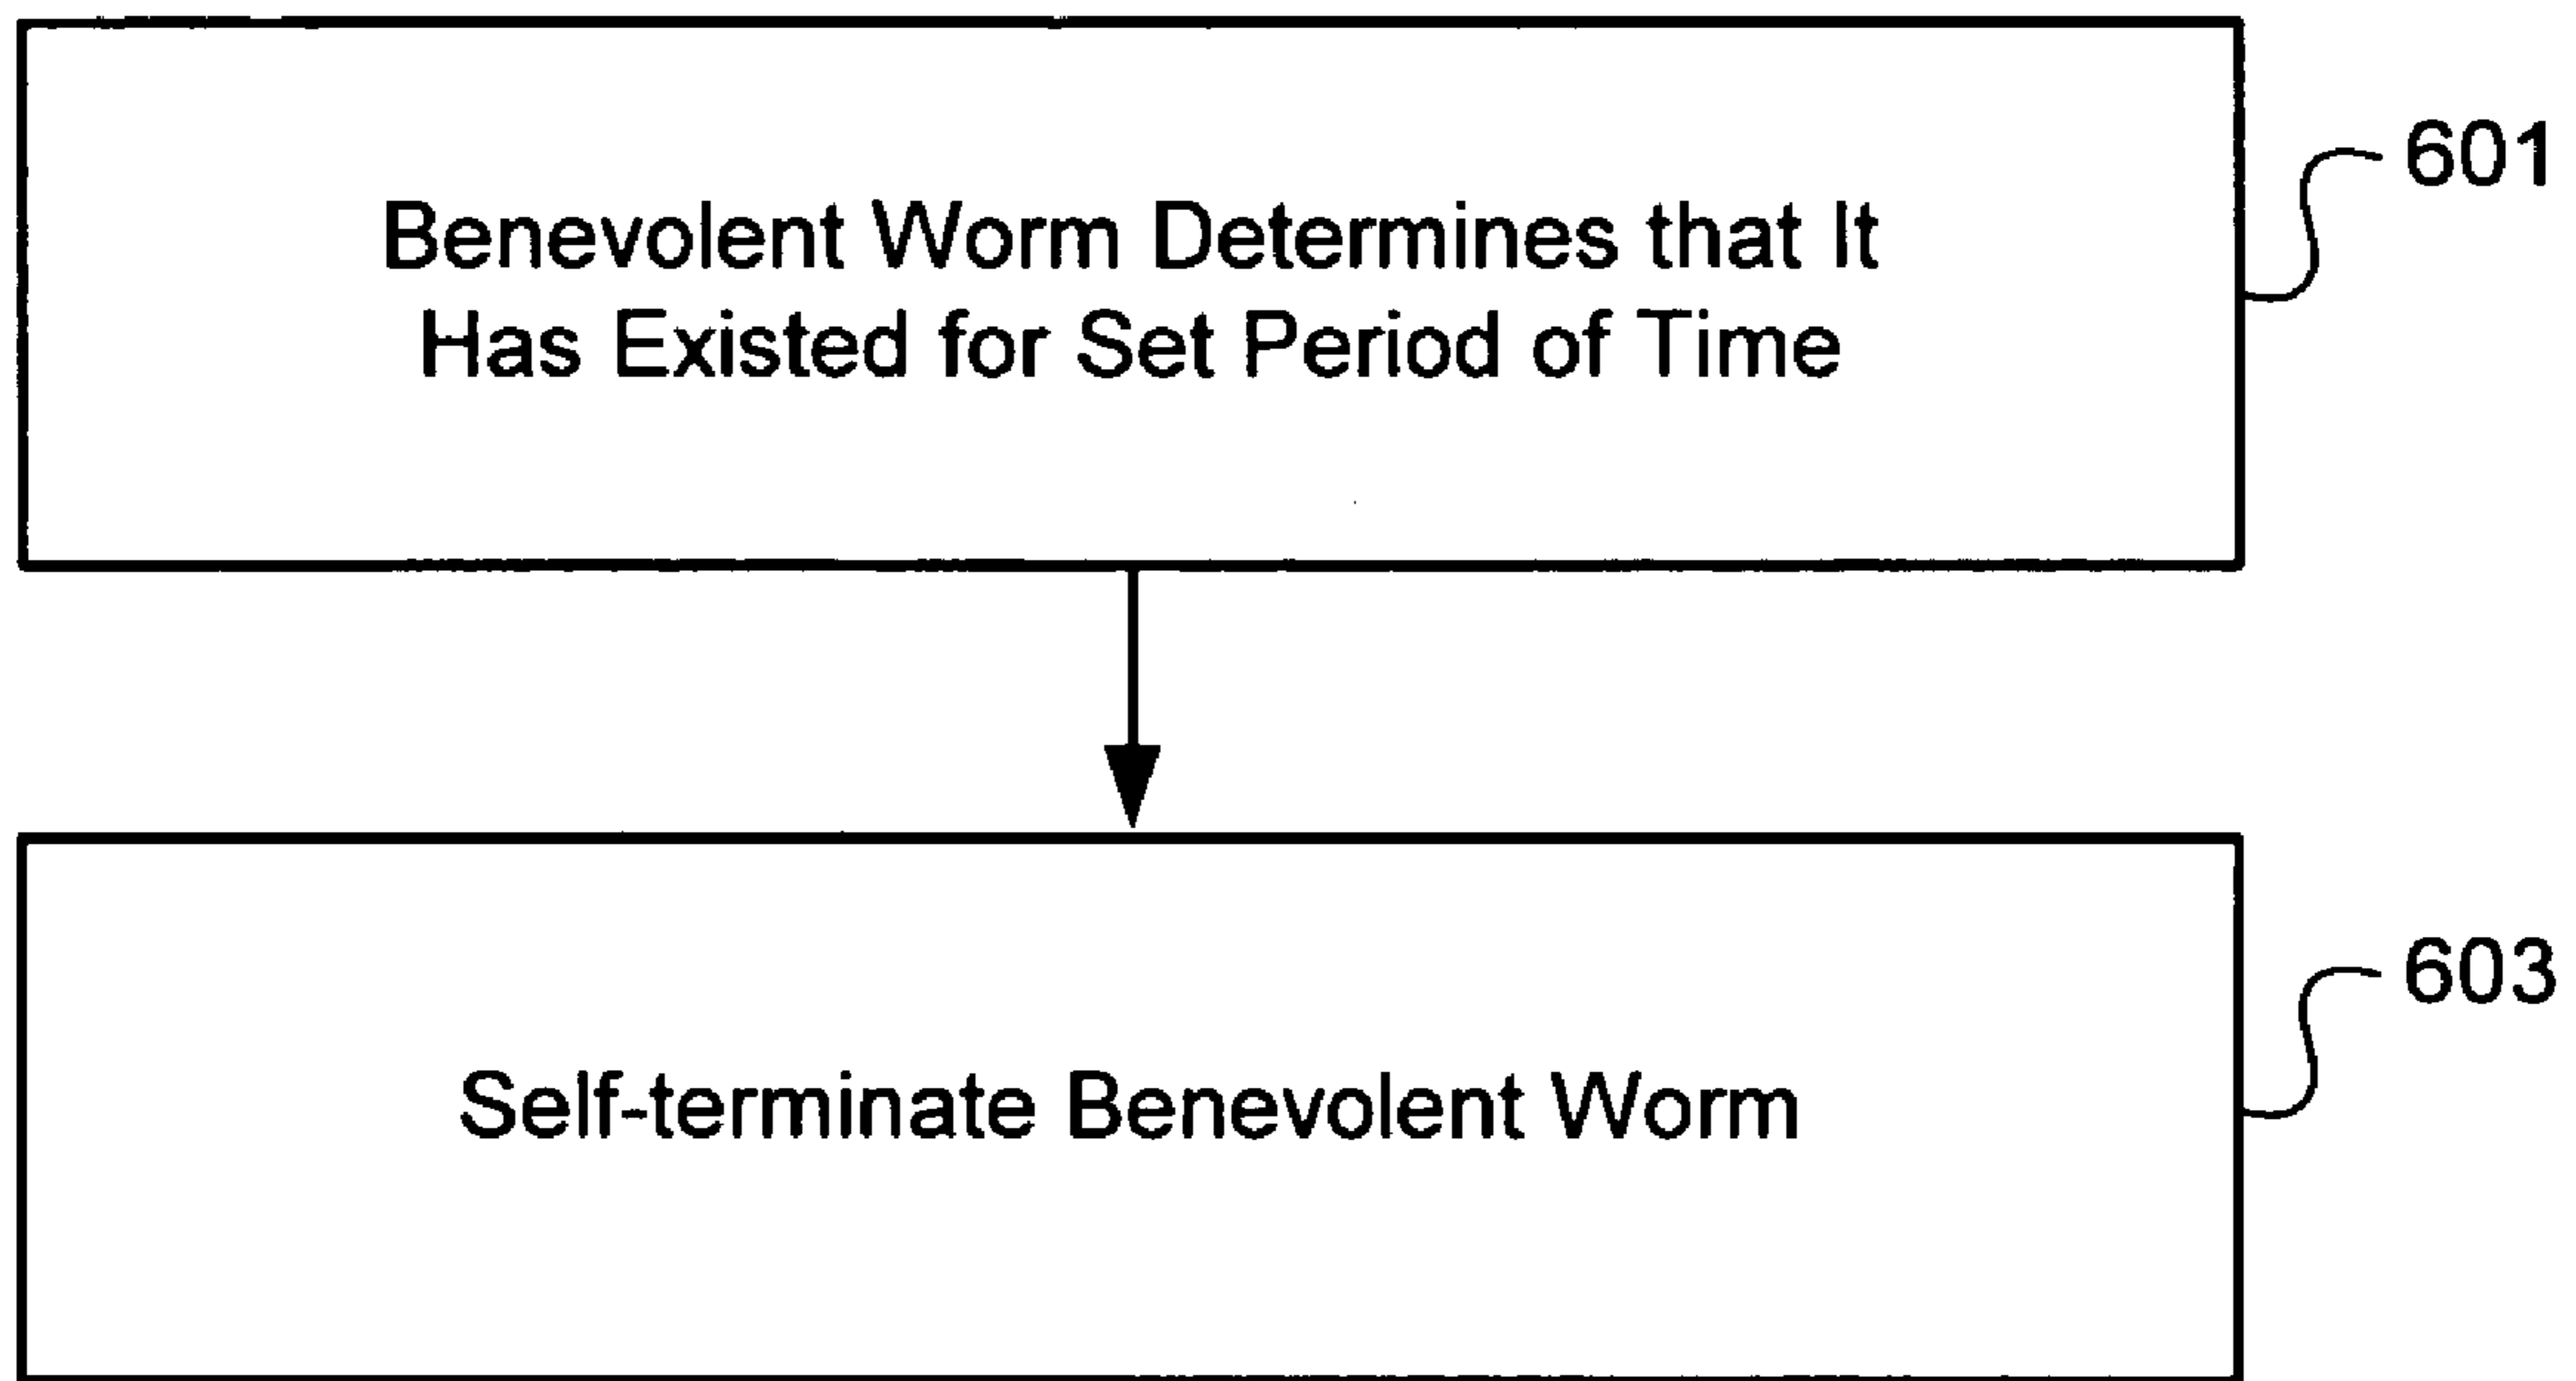 Benevolent Worm Determines that It
Has Existed for Set Period of Time
601
Self-terminate Benevolent Worm
603